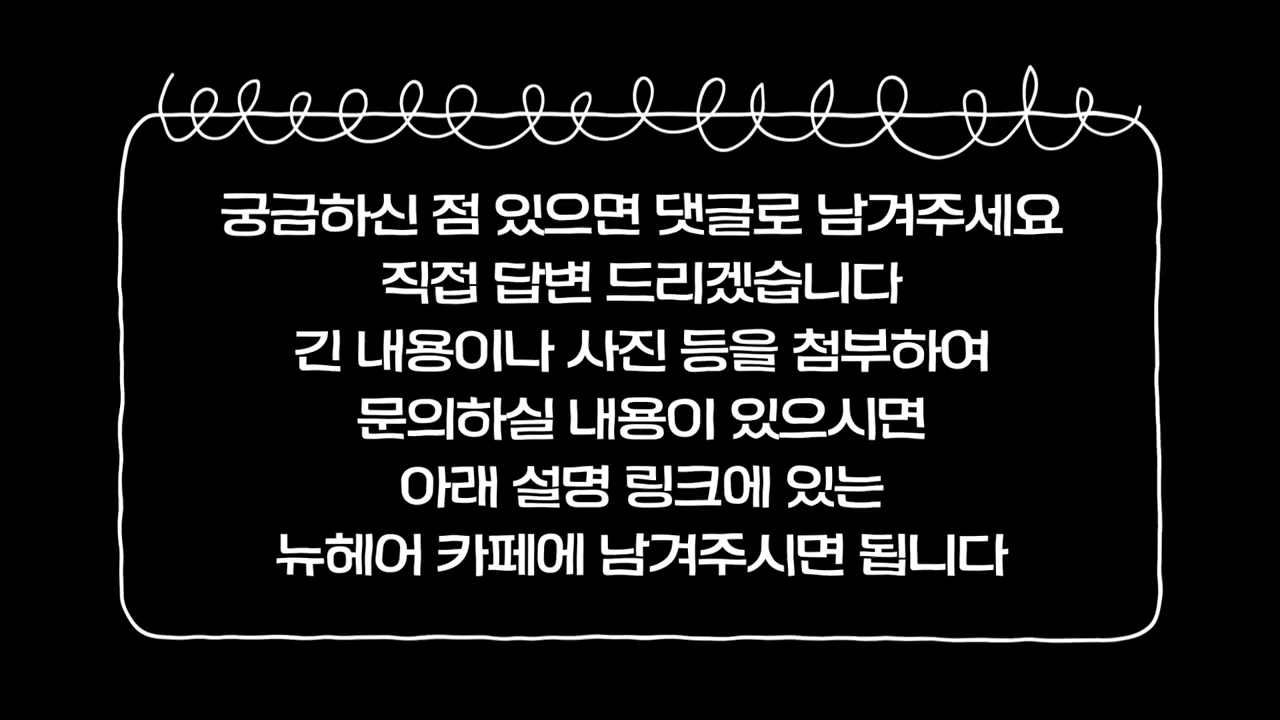 궁금하신 점 있으면 댓글로 남겨주세요
직접 답변 드리겠습니다
긴 내용이나 사진 등을 첨부하여
문의하실 내용이 있으시면
아래 설명 링크에 있는
뉴헤어 카페에 남겨주시면 됩니다